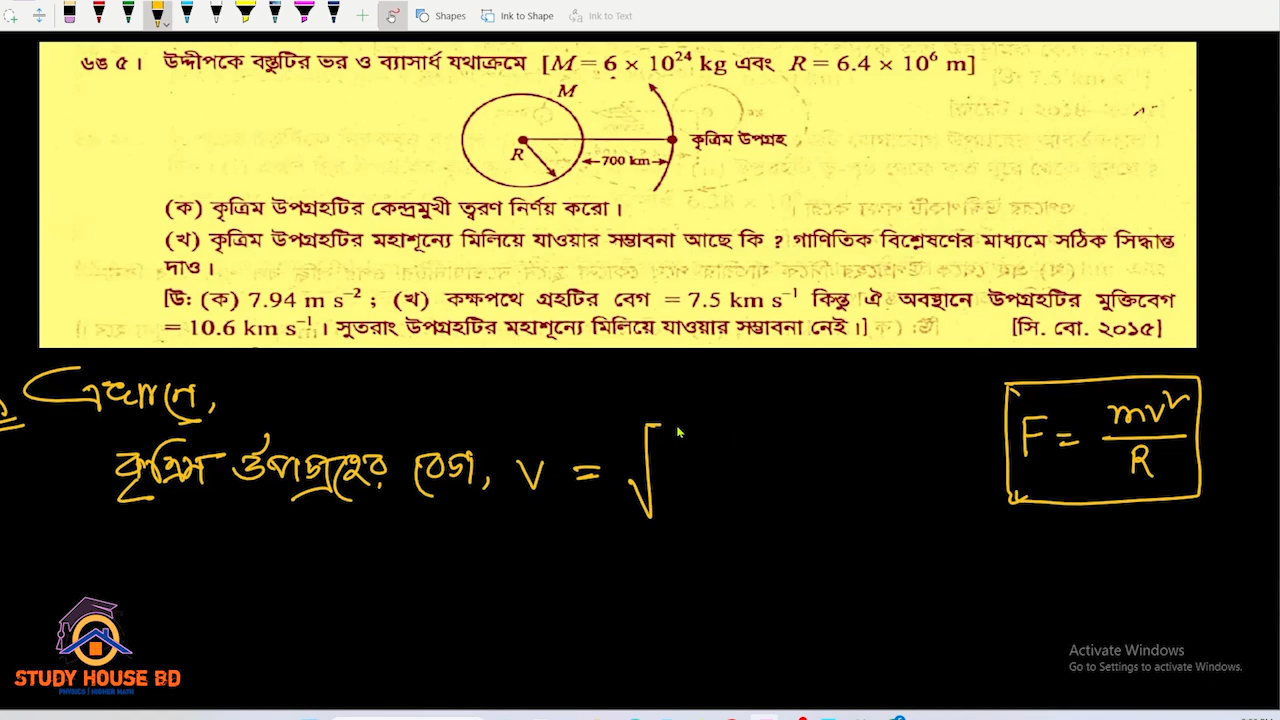 Shapes Ink to Shape Ink to Text
৬ঙ ৫। উদ্দীপকে বস্তুটির ভর ও ব্যাসার্ধ যথাক্রমে [M = 6 × 10²⁴ kg এবং R = 6.4 × 10⁶ m]
M
কৃত্রিম উপগ্রহ
R
700 km
(ক) কৃত্রিম উপগ্রহটির কেন্দ্রমুখী ত্বরণ নির্ণয় করো।
(খ) কৃত্রিম উপগ্রহটির মহাশূন্যে মিলিয়ে যাওয়ার সম্ভাবনা আছে কি ? গাণিতিক বিশ্লেষণের মাধ্যমে সঠিক সিদ্ধান্ত
দাও।
[উ: (ক) 7.94 m s⁻² ; (খ) কক্ষপথে গ্রহটির বেগ = 7.5 km s⁻¹ কিন্তু ঐ অবস্থানে উপগ্রহটির মুক্তিবেগ
= 10.6 km s⁻¹। সুতরাং উপগ্রহটির মহাশূন্যে মিলিয়ে যাওয়ার সম্ভাবনা নেই।] [সি. বো. ২০১৫]
এখানে,
কৃত্রিম উপগ্রহের বেগ, v = √
F = mv²/R
STUDY HOUSE BD
PHYSICS | HIGHER MATH
Activate Windows
Go to Settings to activate Windows.